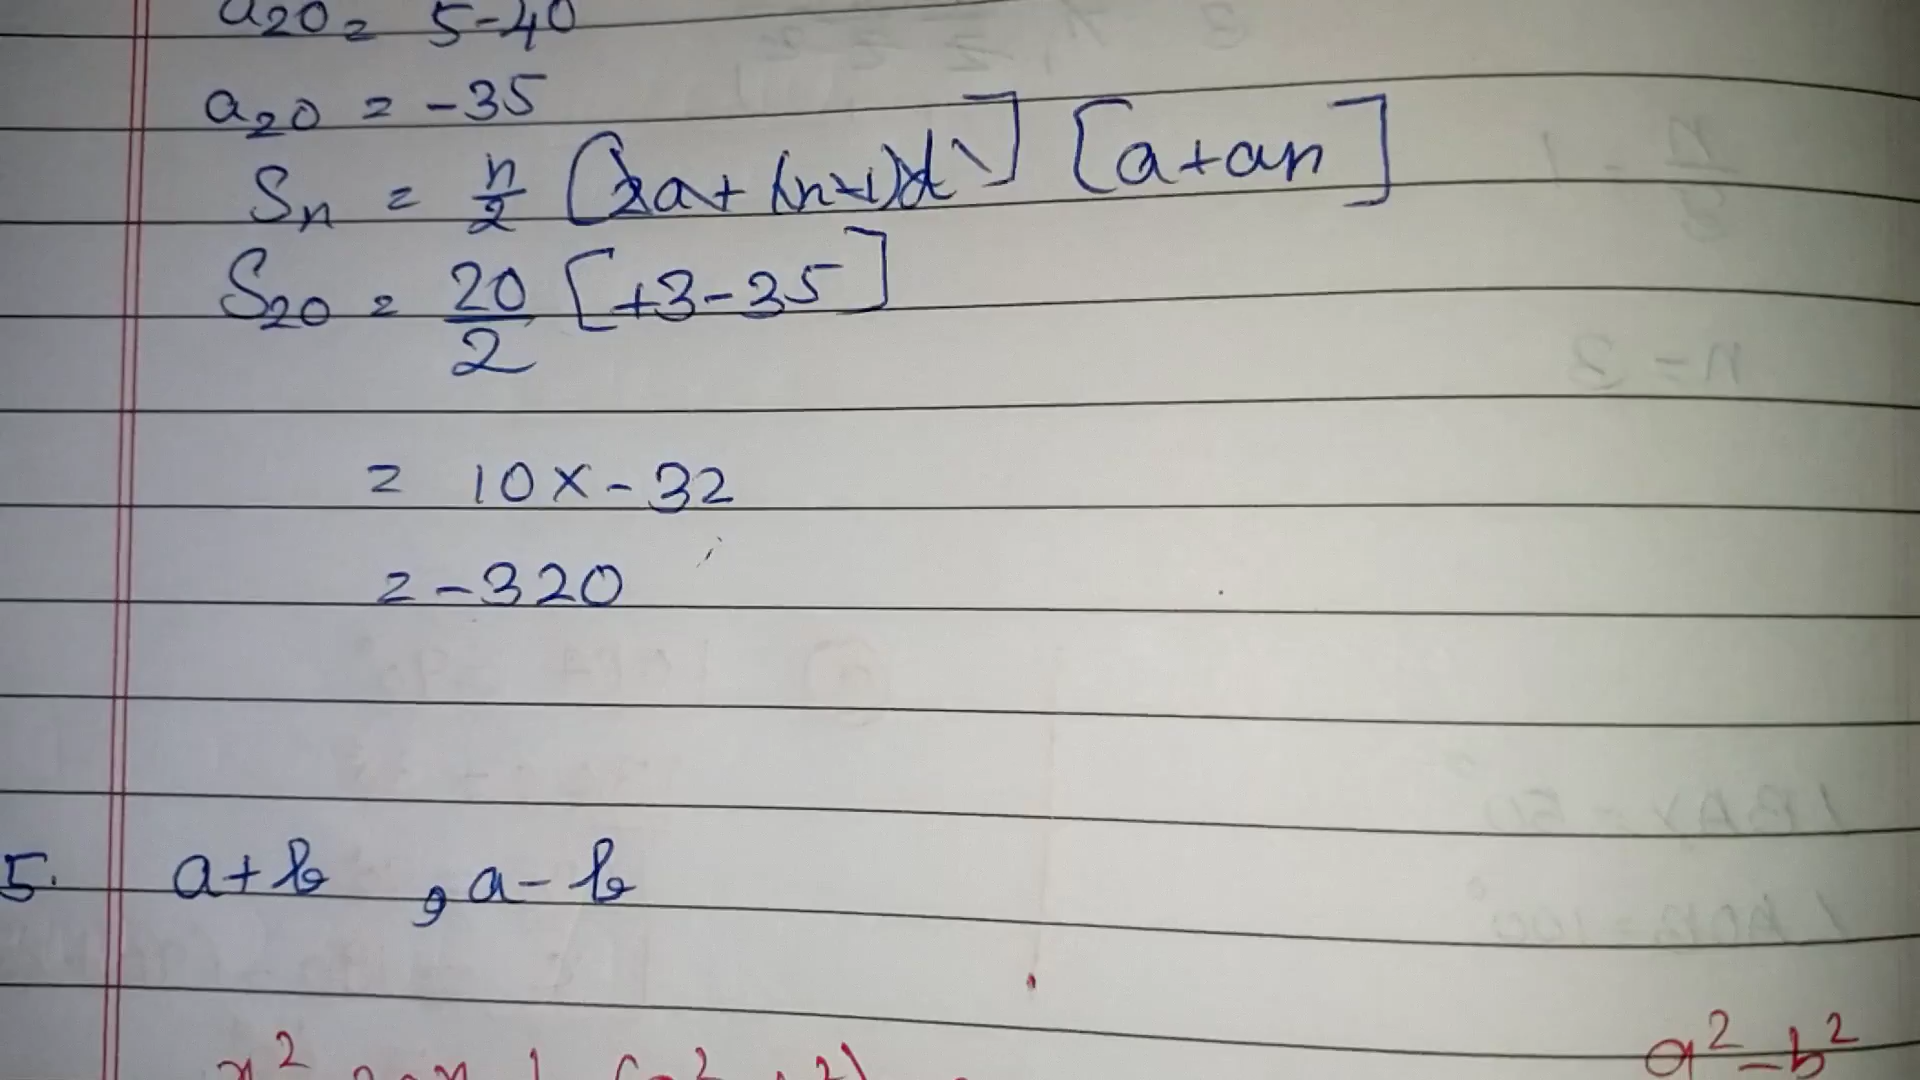 a20 = 5-40
a20 = -35
Sn = n/2 [2a+(n-1)d] [a+an]
S20 = 20/2 [+3-35]
= 10x-32
= -320
5. a+b , a-b
a²-b²